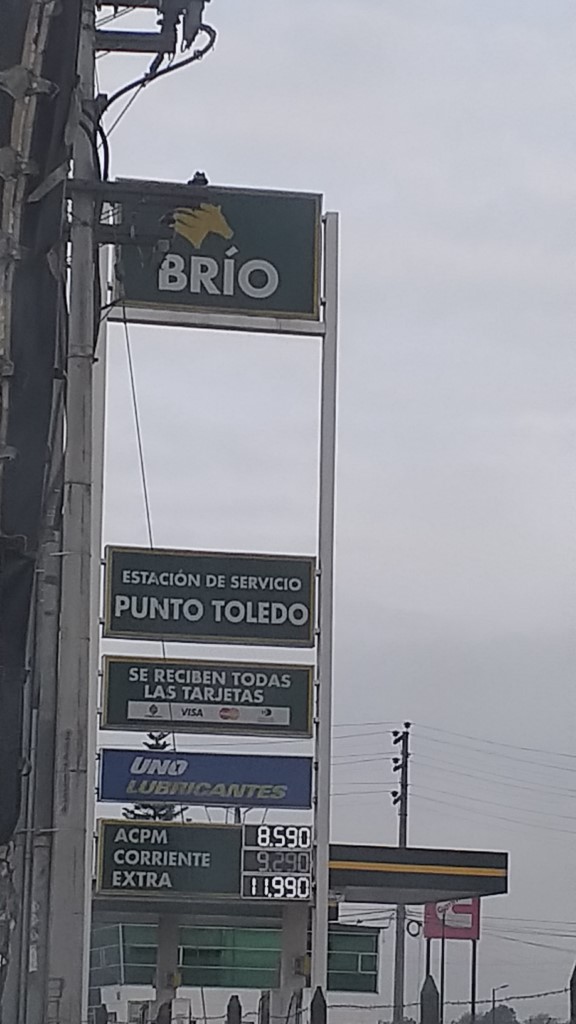 BRÍO
ESTACIÓN DE SERVICIO
PUNTO TOLEDO
SE RECIBEN TODAS
LAS TARJETAS
VISA
UNO
LUBRICANTES
ACPM 8.590
CORRIENTE 9.290
EXTRA 11.990